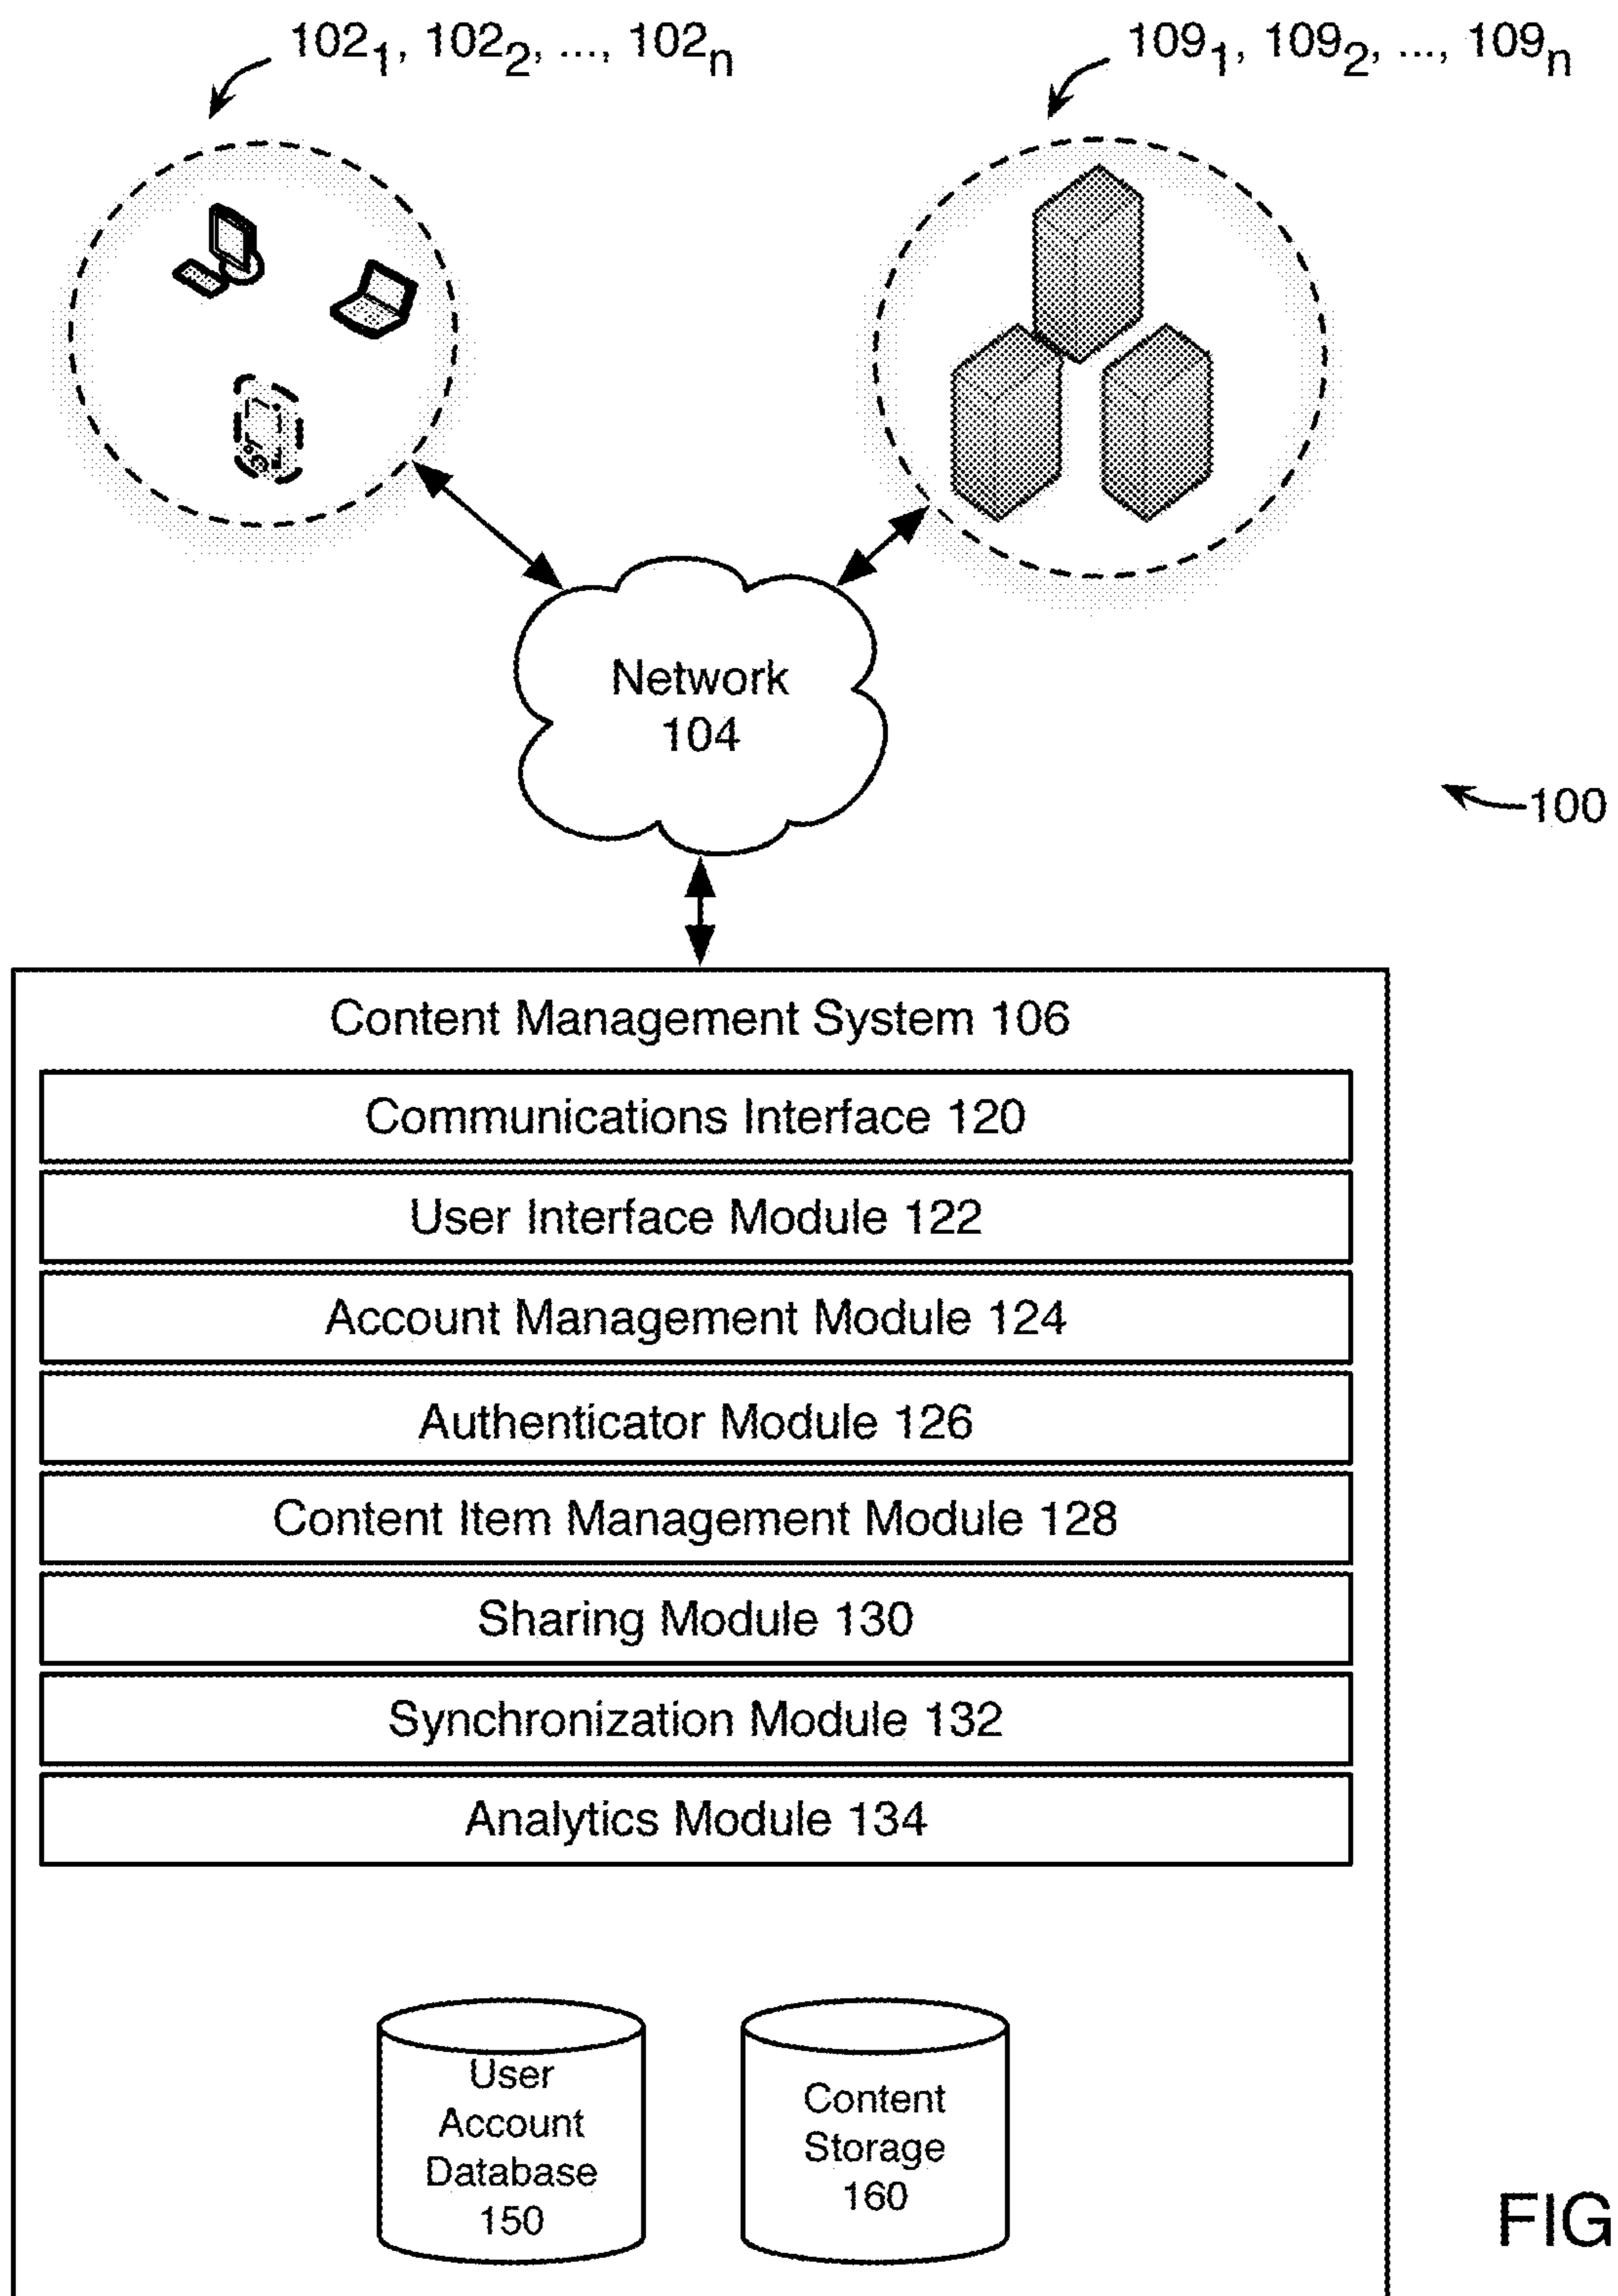 102₁, 102₂, ..., 102ₙ
109₁, 109₂, ..., 109ₙ
Network
104
100
Content Management System 106
Communications Interface 120
User Interface Module 122
Account Management Module 124
Authenticator Module 126
Content Item Management Module 128
Sharing Module 130
Synchronization Module 132
Analytics Module 134
User
Account
Database
150
Content
Storage
160
FIG